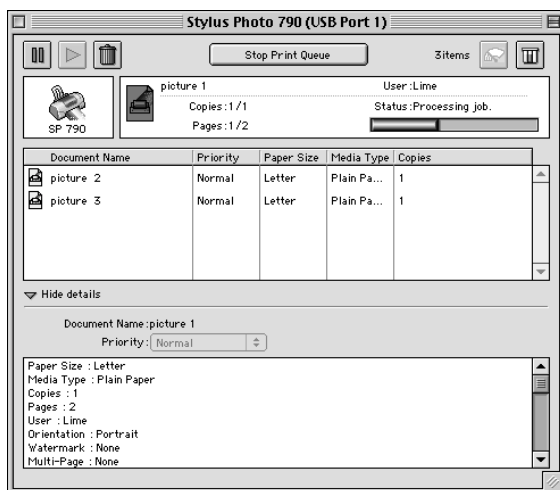 Stylus Photo 790 (USB Port 1)
Stop Print Queue
3items
SP 790
picture 1
User:Lime
Copies:1/1
Status:Processing job.
Pages:1/2
Document Name Priority Paper Size Media Type Copies
picture 2 Normal Letter Plain Pa... 1
picture 3 Normal Letter Plain Pa... 1
Hide details
Document Name:picture 1
Priority: Normal
Paper Size : Letter
Media Type : Plain Paper
Copies : 1
Pages : 2
User : Lime
Orientation : Portrait
Watermark : None
Multi-Page : None